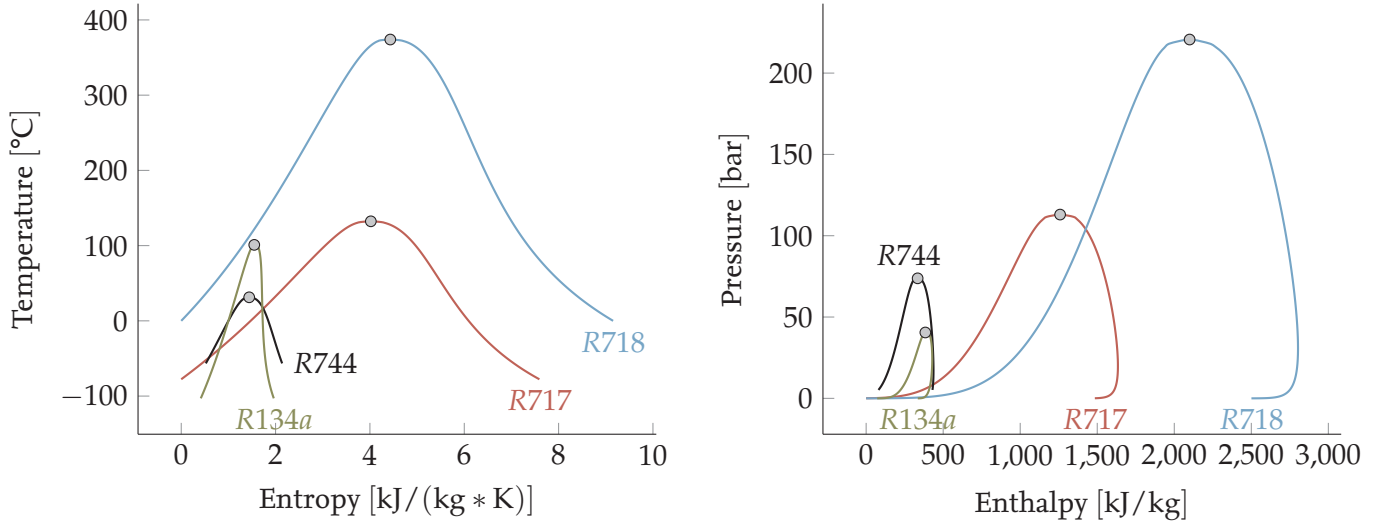 400
300
200
100
0
−100
Temperature [°C]
R718
R744
R717
R134a
0 2 4 6 8 10
Entropy [kJ/(kg ∗ K)]
200
150
100
50
0
Pressure [bar]
R744
R134a R717 R718
0 500 1,000 1,500 2,000 2,500 3,000
Enthalpy [kJ/kg]